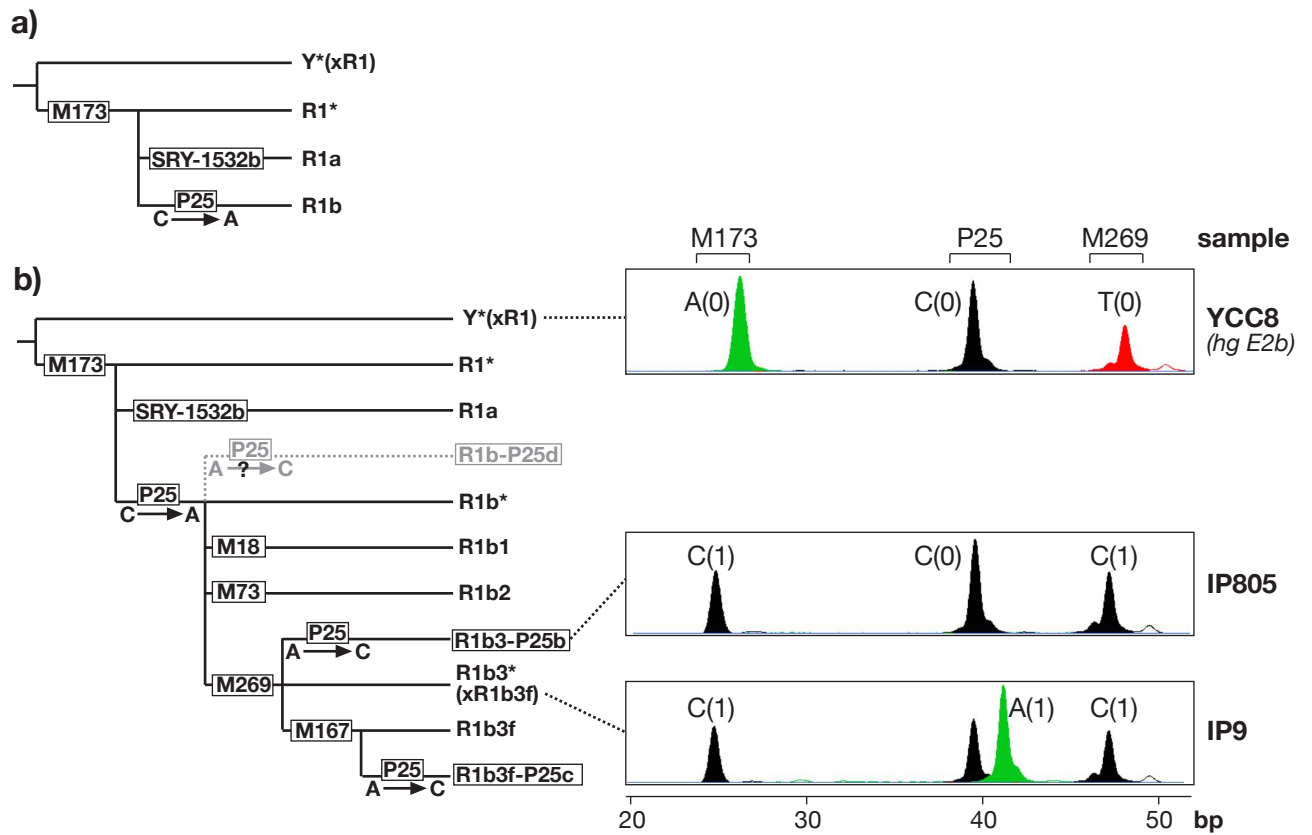 a)
Y*(xR1)
M173
R1*
SRY-1532b
R1a
P25
R1b
C A
b)
M173 P25 M269 sample
A(0) C(0) T(0)
YCC8
(hg E2b)
Y*(xR1)
M173
R1*
SRY-1532b
R1a
P25
R1b-P25d
A ? C
P25
R1b*
C A
M18
R1b1
M73
R1b2
C(1) C(0) C(1)
IP805
P25
R1b3-P25b
A C
M269
R1b3*
(xR1b3f)
M167
R1b3f
P25
R1b3f-P25c
A C
C(1) A(1) C(1)
IP9
20 30 40 50 bp